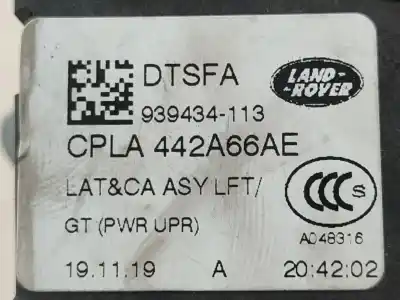 DTSFA
LAND-
-ROVER
939434-113
CPLA 442A66AE
LAT&CA ASY LFT/
GT (PWR UPR)
CCC S
A048316
19.11.19 A 20:42:02